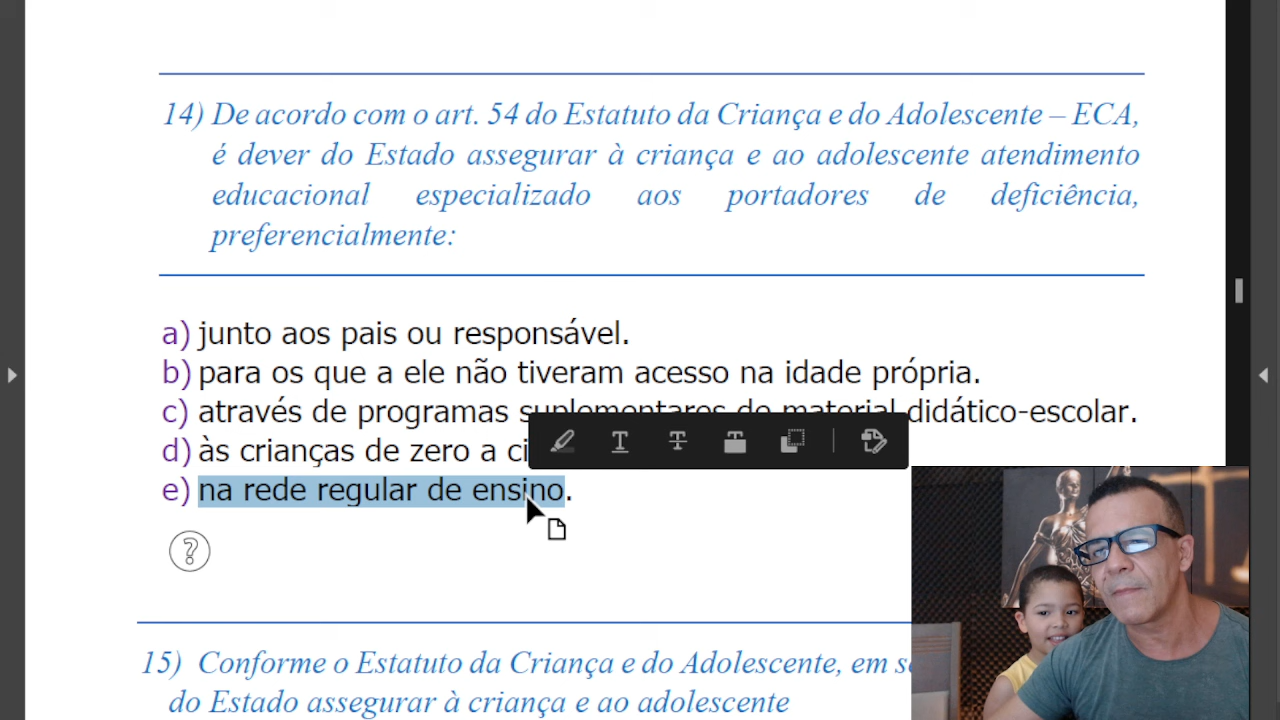 14) De acordo com o art. 54 do Estatuto da Criança e do Adolescente – ECA,
é dever do Estado assegurar à criança e ao adolescente atendimento
educacional especializado aos portadores de deficiência,
preferencialmente:
a) junto aos pais ou responsável.
b) para os que a ele não tiveram acesso na idade própria.
c) através de programas suplementares de material didático-escolar.
d) às crianças de zero a
e) na rede regular de ensino.
?
15) Conforme o Estatuto da Criança e do Adolescente, em
do Estado assegurar à criança e ao adolescente